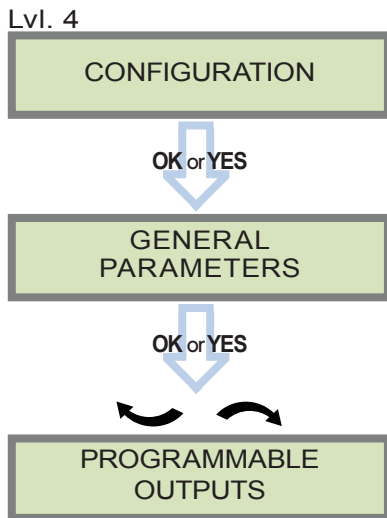 Lvl. 4
CONFIGURATION
OK or YES
GENERAL
PARAMETERS
OK or YES
PROGRAMMABLE
OUTPUTS